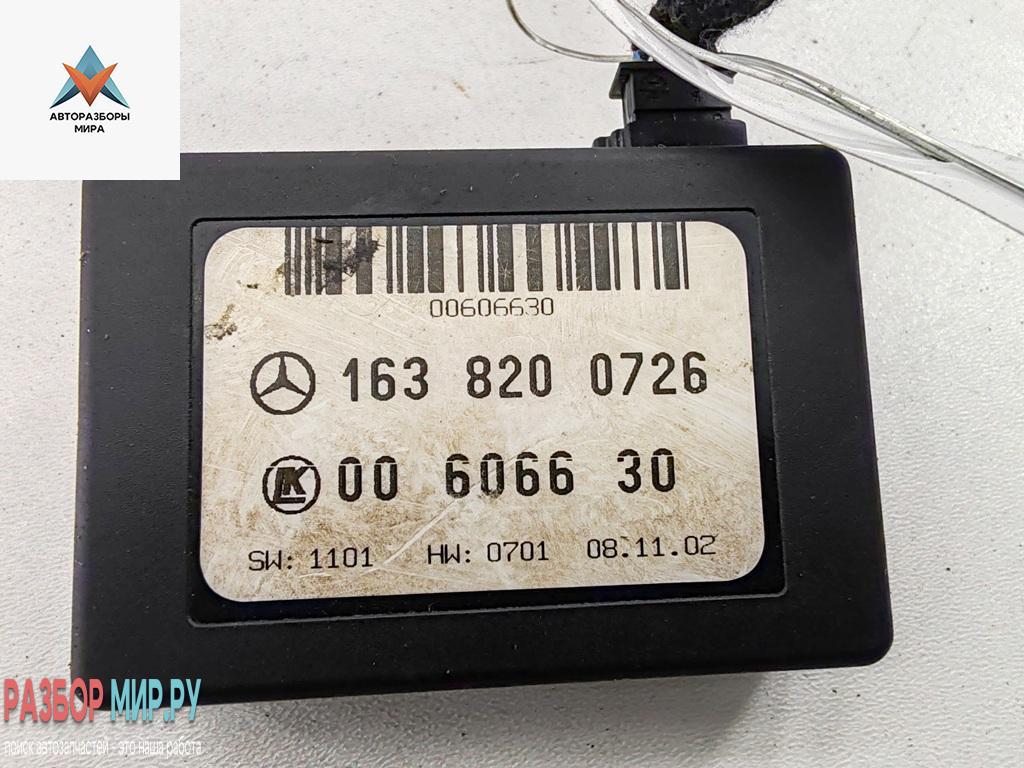 АВТОРАЗБОРЫ
МИРА
00606630
163 820 0726
LK 00 6066 30
SW: 1101 HW: 0701 08.11.02
РАЗБОР МИР.РУ
поиск автозапчастей - это наша работа